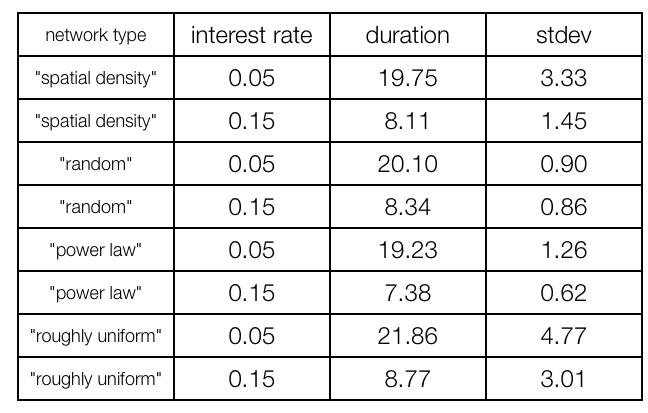 network type interest rate duration stdev
"spatial density" 0.05 19.75 3.33
"spatial density" 0.15 8.11 1.45
"random" 0.05 20.10 0.90
"random" 0.15 8.34 0.86
"power law" 0.05 19.23 1.26
"power law" 0.15 7.38 0.62
"roughly uniform" 0.05 21.86 4.77
"roughly uniform" 0.15 8.77 3.01